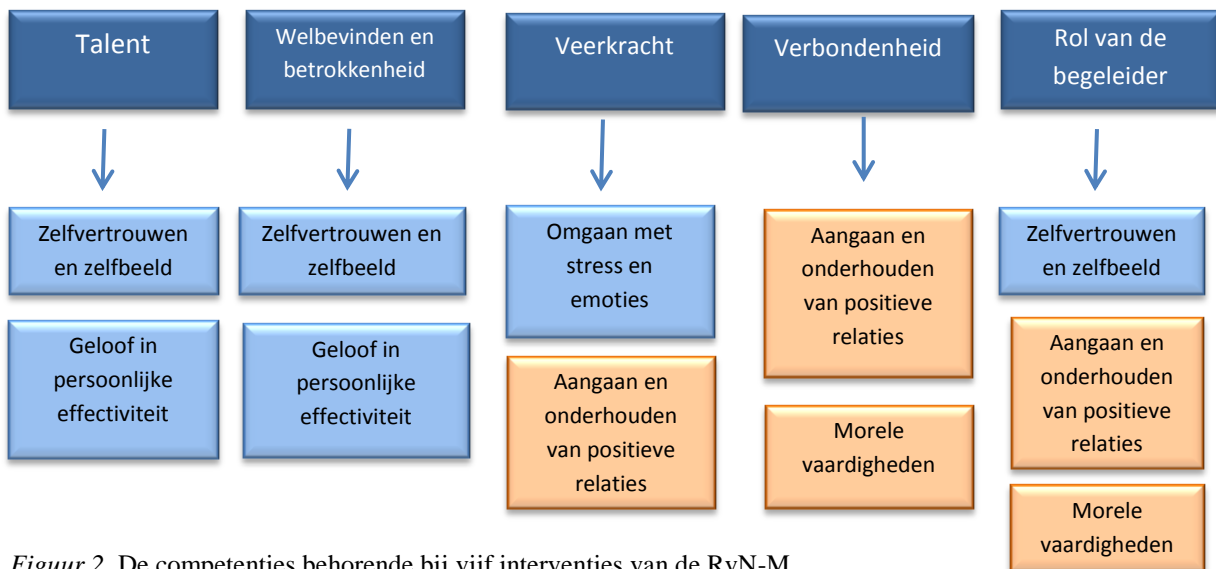 Talent
Welbevinden en
betrokkenheid
Veerkracht
Verbondenheid
Rol van de
begeleider
Zelfvertrouwen
en zelfbeeld
Zelfvertrouwen en
zelfbeeld
Omgaan met
stress en
emoties
Aangaan en
onderhouden
van positieve
relaties
Zelfvertrouwen
en zelfbeeld
Geloof in
persoonlijke
effectiviteit
Geloof in
persoonlijke
effectiviteit
Aangaan en
onderhouden
van positieve
relaties
Morele
vaardigheden
Aangaan en
onderhouden
van positieve
relaties
Morele
vaardigheden
Figuur 2. De competenties behorende bij vijf interventies van de RvN-M